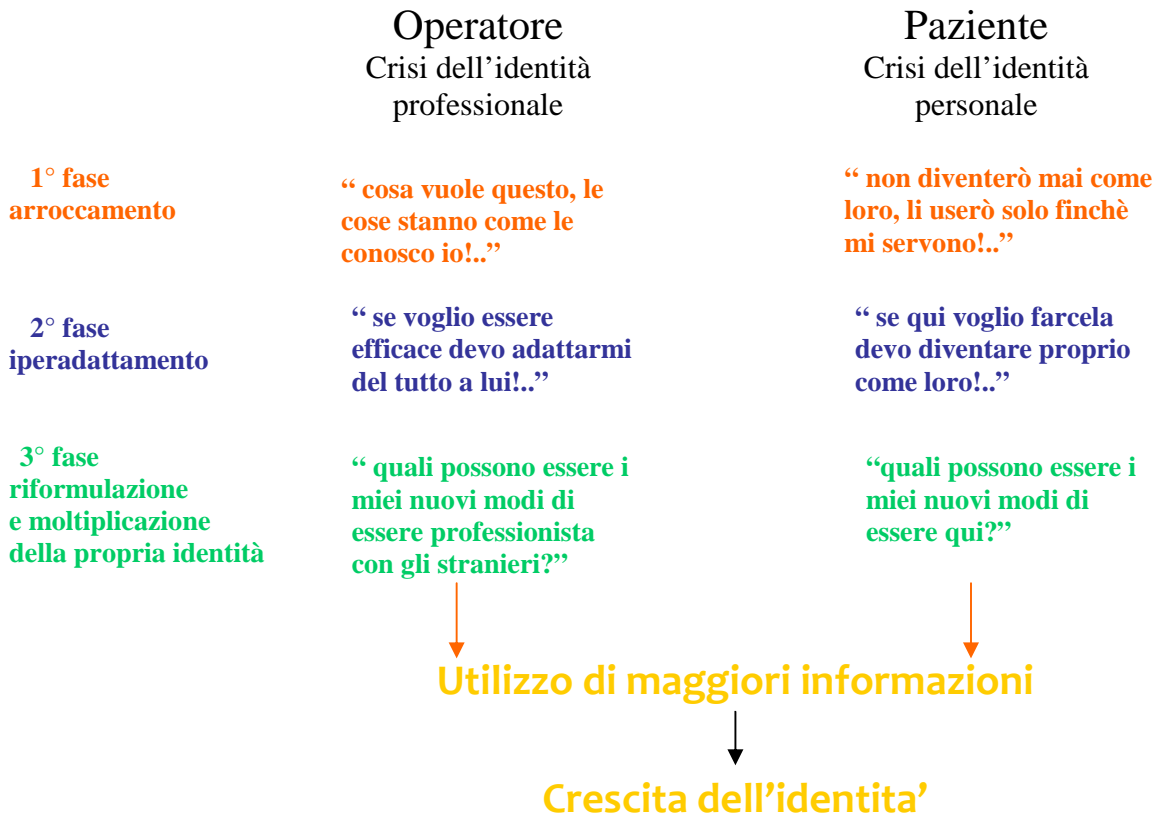 Operatore
Crisi dell’identità
professionale
Paziente
Crisi dell’identità
personale
1° fase
arroccamento
“ cosa vuole questo, le
cose stanno come le
conosco io!..”
“ non diventerò mai come
loro, li userò solo finchè
mi servono!..”
2° fase
iperadattamento
“ se voglio essere
efficace devo adattarmi
del tutto a lui!..”
“ se qui voglio farcela
devo diventare proprio
come loro!..”
3° fase
riformulazione
e moltiplicazione
della propria identità
“ quali possono essere i
miei nuovi modi di
essere professionista
con gli stranieri?”
“quali possono essere i
miei nuovi modi di
essere qui?”
Utilizzo di maggiori informazioni
Crescita dell’identita’